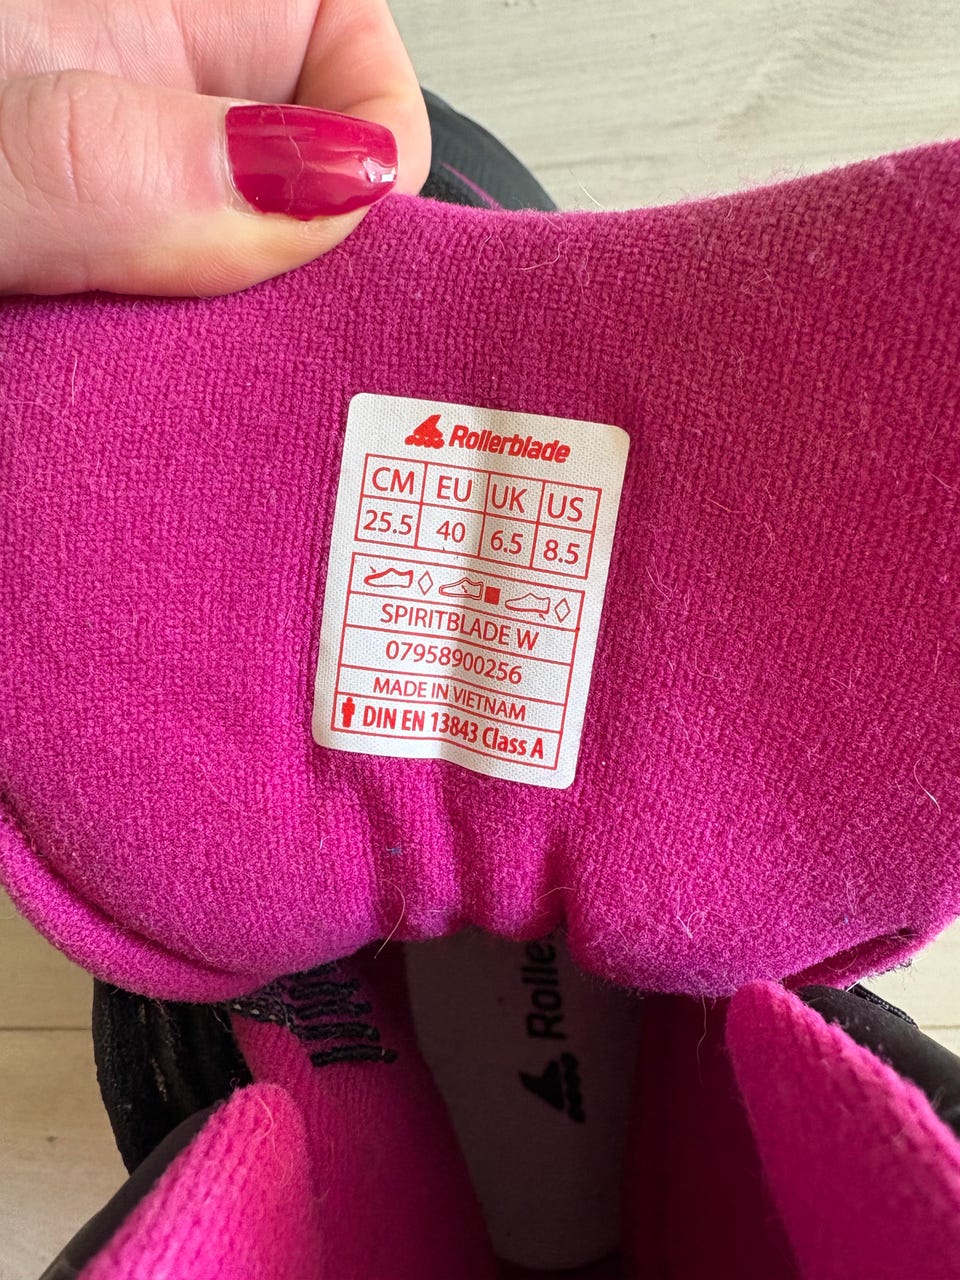 Rollerblade
CM EU UK US
25.5 40 6.5 8.5
SPIRITBLADE W
07958900256
MADE IN VIETNAM
DIN EN 13843 Class A
Rolle